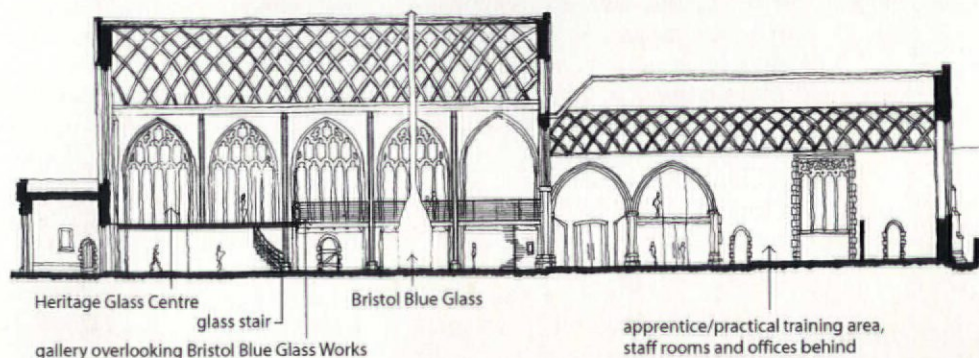 Heritage Glass Centre
glass stair
gallery overlooking Bristol Blue Glass Works
Bristol Blue Glass
apprentice/practical training area,
staff rooms and offices behind